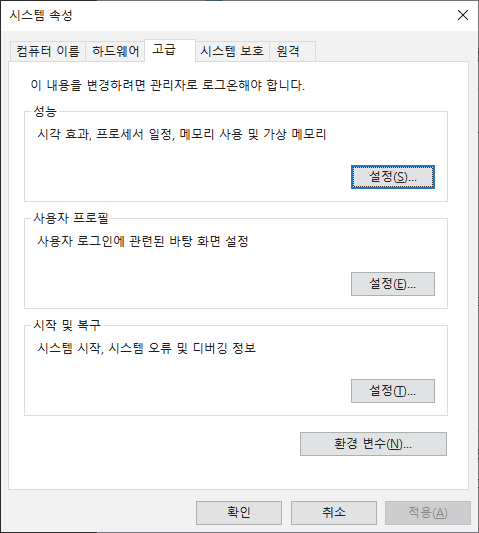 시스템 속성
컴퓨터 이름 하드웨어 고급 시스템 보호 원격
이 내용을 변경하려면 관리자로 로그온해야 합니다.
성능
시각 효과, 프로세서 일정, 메모리 사용 및 가상 메모리
설정(S)...
사용자 프로필
사용자 로그인에 관련된 바탕 화면 설정
설정(E)...
시작 및 복구
시스템 시작, 시스템 오류 및 디버깅 정보
설정(T)...
환경 변수(N)...
확인 취소 적용(A)